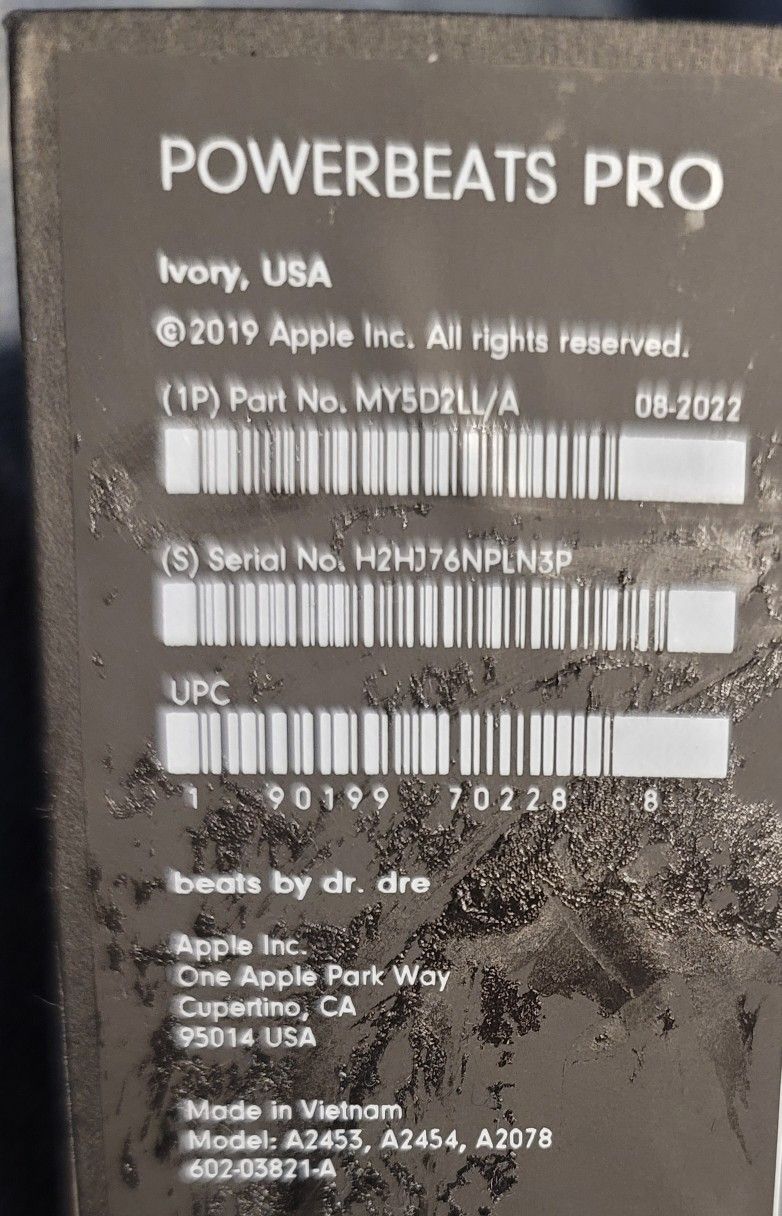 POWERBEATS PRO
Ivory, USA
©2019 Apple Inc. All rights reserved.
(1P) Part No. MY5D2LL/A 08-2022
(S) Serial No. H2HJ76NPLN3P
UPC
1 90199 70228 8
beats by dr. dre
Apple Inc.
One Apple Park Way
Cupertino, CA
95014 USA
Made in Vietnam
Model: A2453, A2454, A2078
602-03821-A